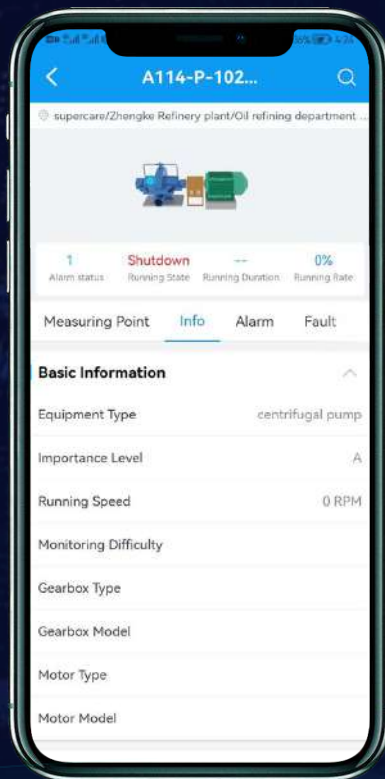 4:24
A114-P-102...
supercare/Zhengke Refinery plant/Oil refining department ...
1 Shutdown -- 0%
Alarm status Running State Running Duration Running Rate
Measuring Point Info Alarm Fault
Basic Information
Equipment Type centrifugal pump
Importance Level A
Running Speed 0 RPM
Monitoring Difficulty
Gearbox Type
Gearbox Model
Motor Type
Motor Model